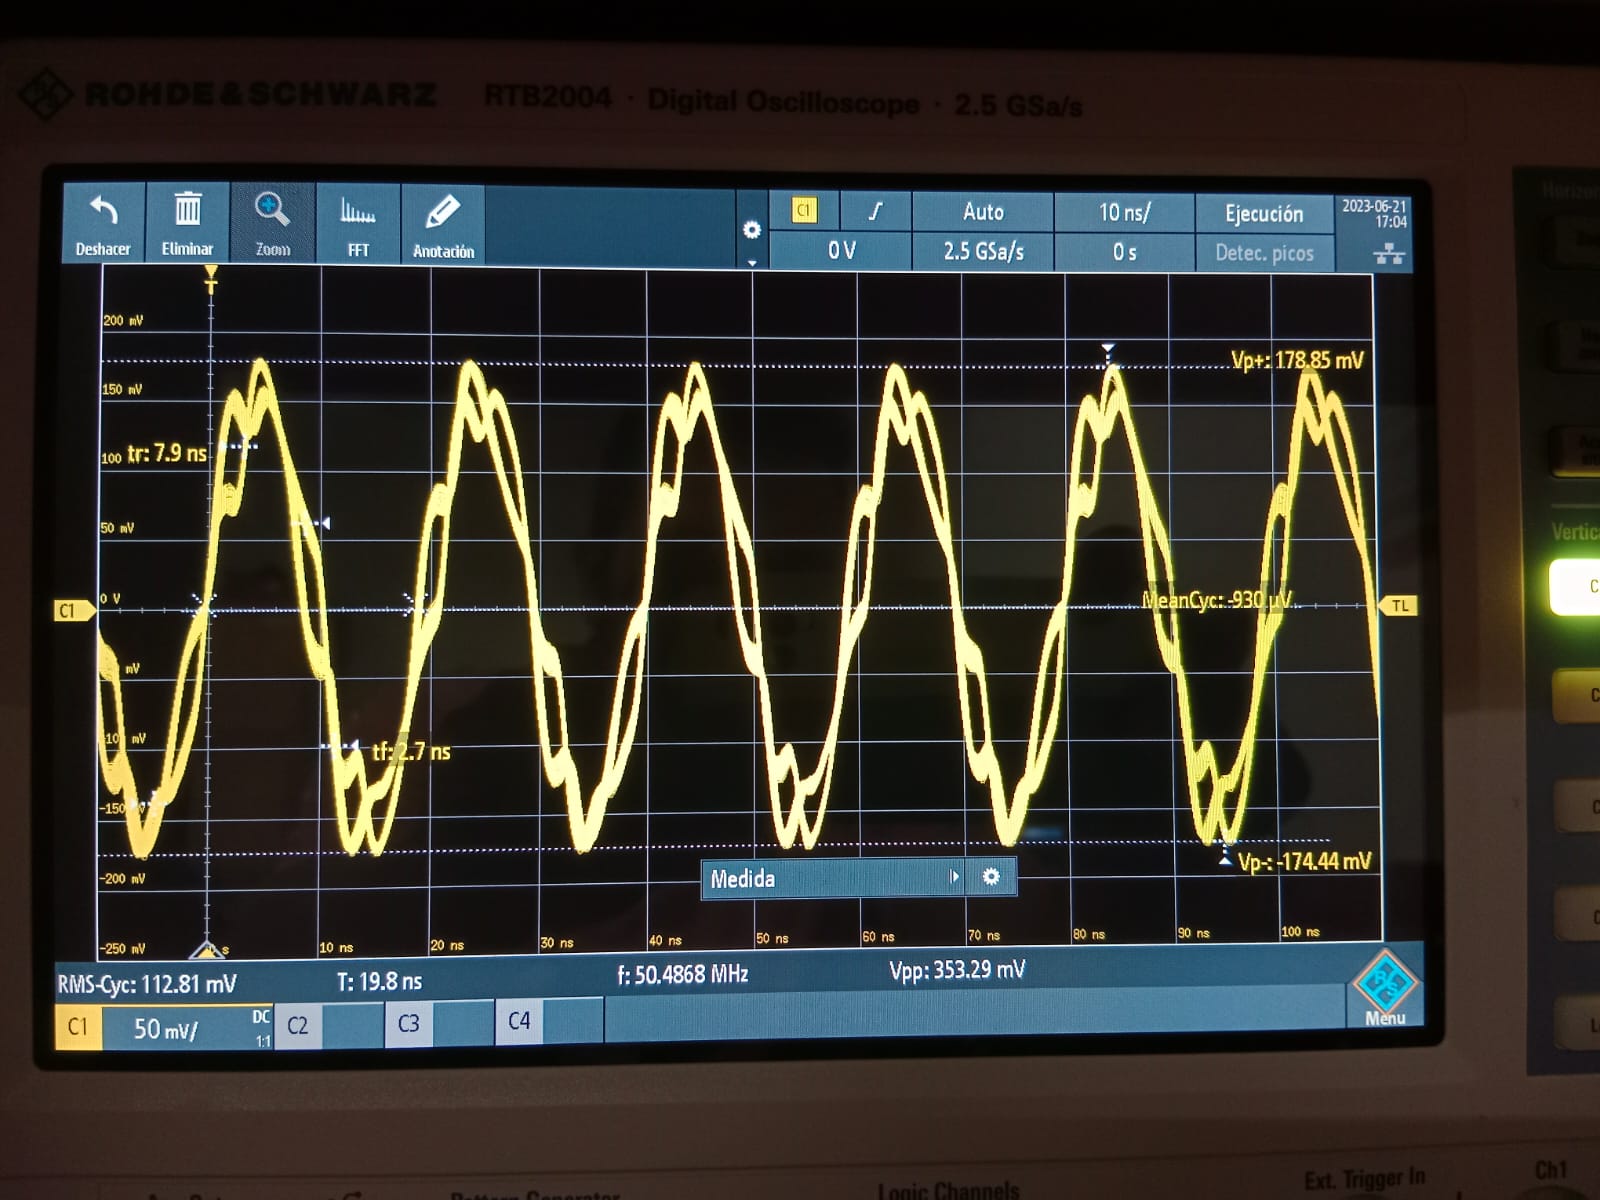 ROHDE&SCHWARZ RTB2004 · Digital Oscilloscope · 2.5 GSa/s
Deshacer Eliminar Zoom FFT Anotación
C1 Auto 10 ns/ Ejecución 2023-06-21
17:04
0 V 2.5 GSa/s 0 s Detec. picos
T
200 mV
Vp+: 178.85 mV
150 mV
100 tr: 7.9 ns
50 mV
C1 0 V MeanCyc: -930 µV TL
mV
-10 mV
tf: 2.7 ns
-150
Vp-: -174.44 mV
-200 mV
Medida
-250 mV s 10 ns 20 ns 30 ns 40 ns 50 ns 60 ns 70 ns 80 ns 90 ns 100 ns
RMS-Cyc: 112.81 mV T: 19.8 ns f: 50.4868 MHz Vpp: 353.29 mV
C1 50 mV/ DC
1:1
C2 C3 C4
Menu
Vertic
Logic Channels
Ext. Trigger In
Ch1